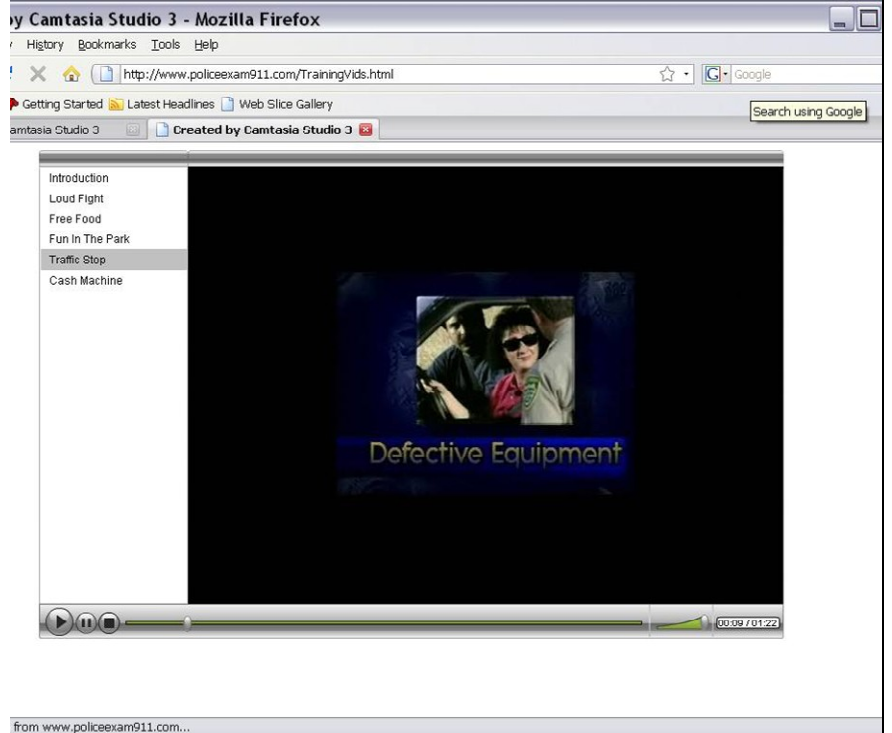 by Camtasia Studio 3 - Mozilla Firefox
History Bookmarks Tools Help
http://www.policeexam911.com/TrainingVids.html
G Google
Getting Started Latest Headlines Web Slice Gallery
Search using Google
amtasia Studio 3 Created by Camtasia Studio 3
Introduction
Loud Fight
Free Food
Fun In The Park
Traffic Stop
Cash Machine
Defective Equipment
00:09 / 01:22
from www.policeexam911.com...